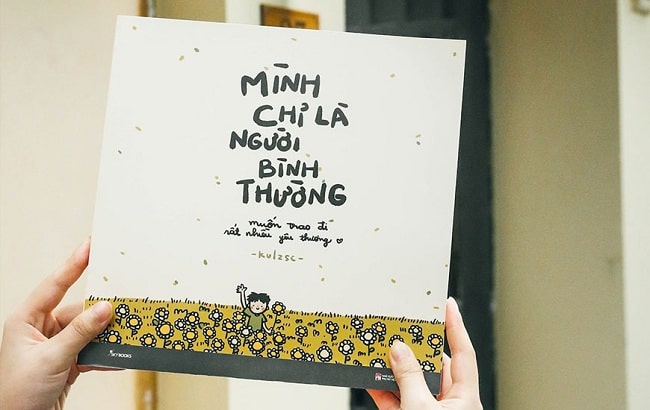 MÌNH
CHỈ LÀ
NGƯỜI
BÌNH
THƯỜNG
muốn trao đi
rất nhiều yêu thương
-kulzsc-
SKYBOOKS